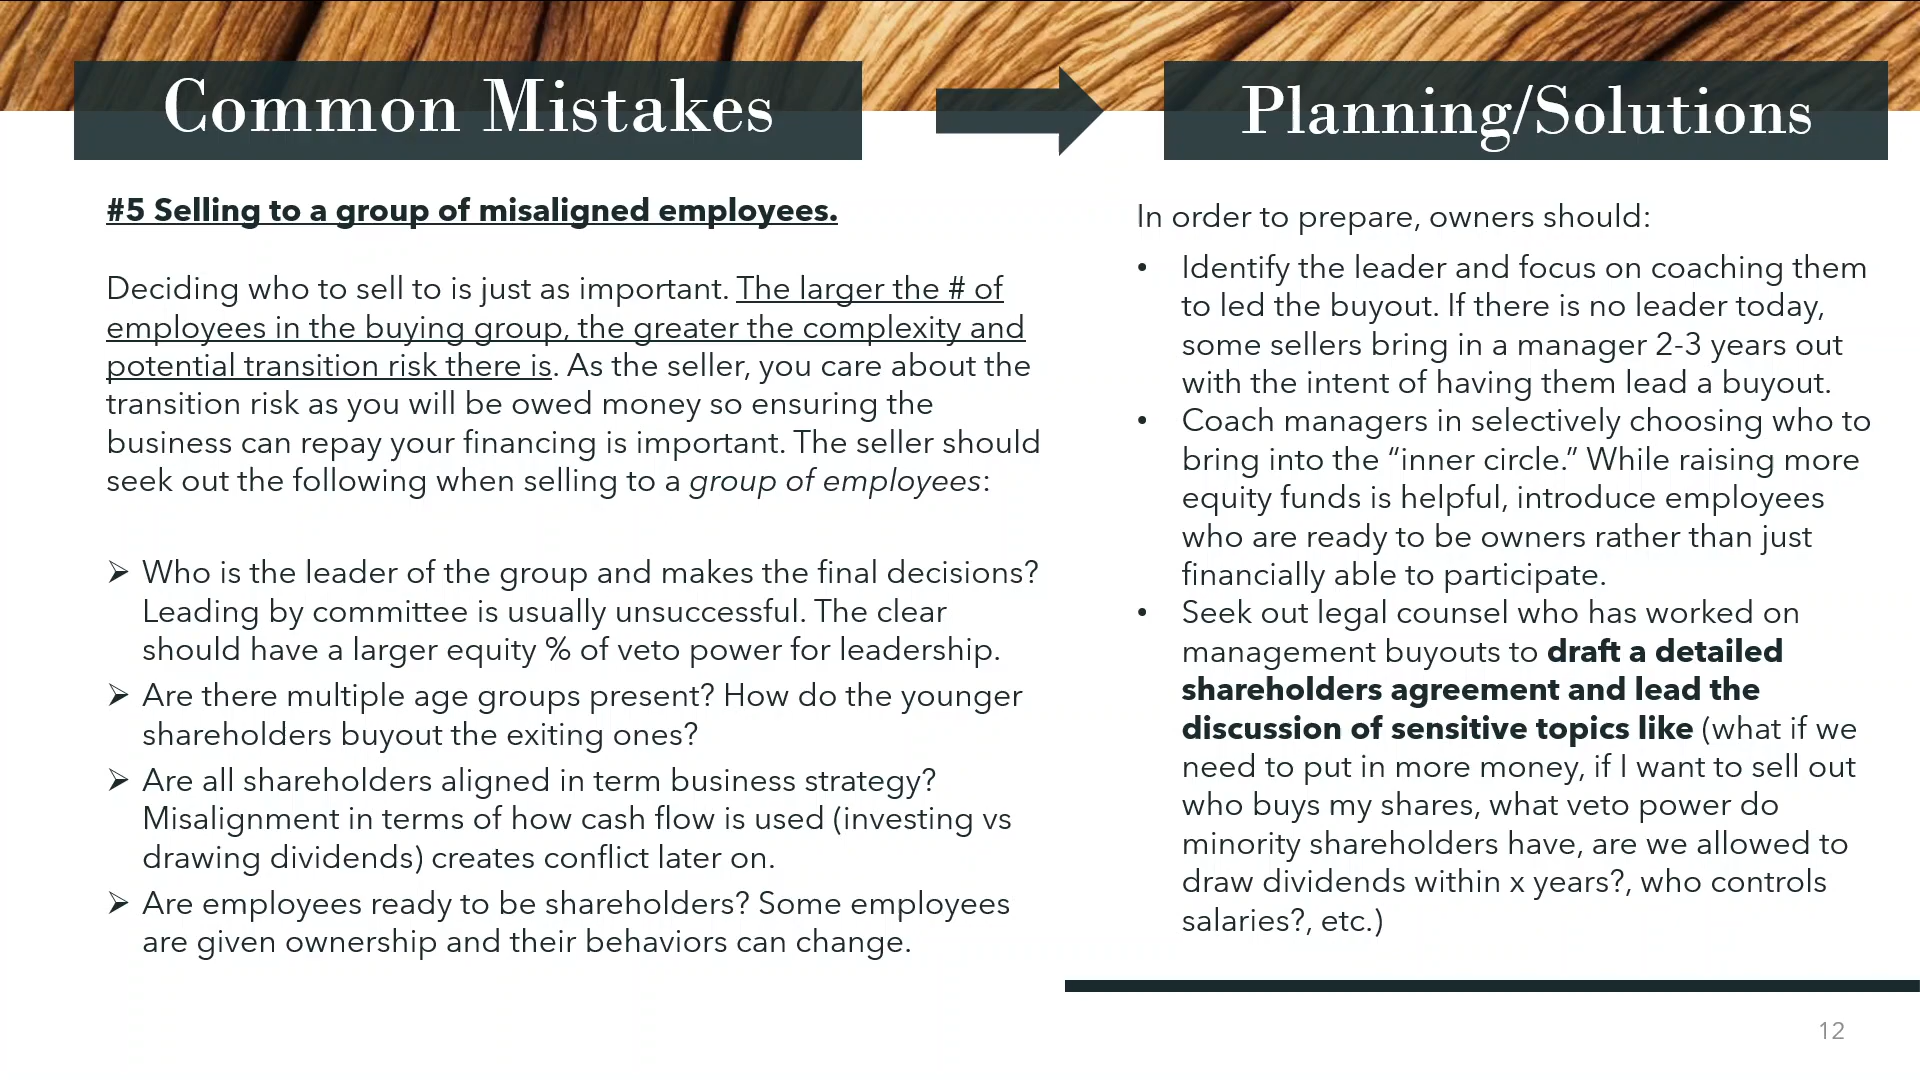 Common Mistakes
Planning/Solutions
#5 Selling to a group of misaligned employees.
Deciding who to sell to is just as important. The larger the # of
employees in the buying group, the greater the complexity and
potential transition risk there is. As the seller, you care about the
transition risk as you will be owed money so ensuring the
business can repay your financing is important. The seller should
seek out the following when selling to a group of employees:
➢ Who is the leader of the group and makes the final decisions?
Leading by committee is usually unsuccessful. The clear
should have a larger equity % of veto power for leadership.
➢ Are there multiple age groups present? How do the younger
shareholders buyout the exiting ones?
➢ Are all shareholders aligned in term business strategy?
Misalignment in terms of how cash flow is used (investing vs
drawing dividends) creates conflict later on.
➢ Are employees ready to be shareholders? Some employees
are given ownership and their behaviors can change.
In order to prepare, owners should:
• Identify the leader and focus on coaching them
to led the buyout. If there is no leader today,
some sellers bring in a manager 2-3 years out
with the intent of having them lead a buyout.
• Coach managers in selectively choosing who to
bring into the “inner circle.” While raising more
equity funds is helpful, introduce employees
who are ready to be owners rather than just
financially able to participate.
• Seek out legal counsel who has worked on
management buyouts to draft a detailed
shareholders agreement and lead the
discussion of sensitive topics like (what if we
need to put in more money, if I want to sell out
who buys my shares, what veto power do
minority shareholders have, are we allowed to
draw dividends within x years?, who controls
salaries?, etc.)
12